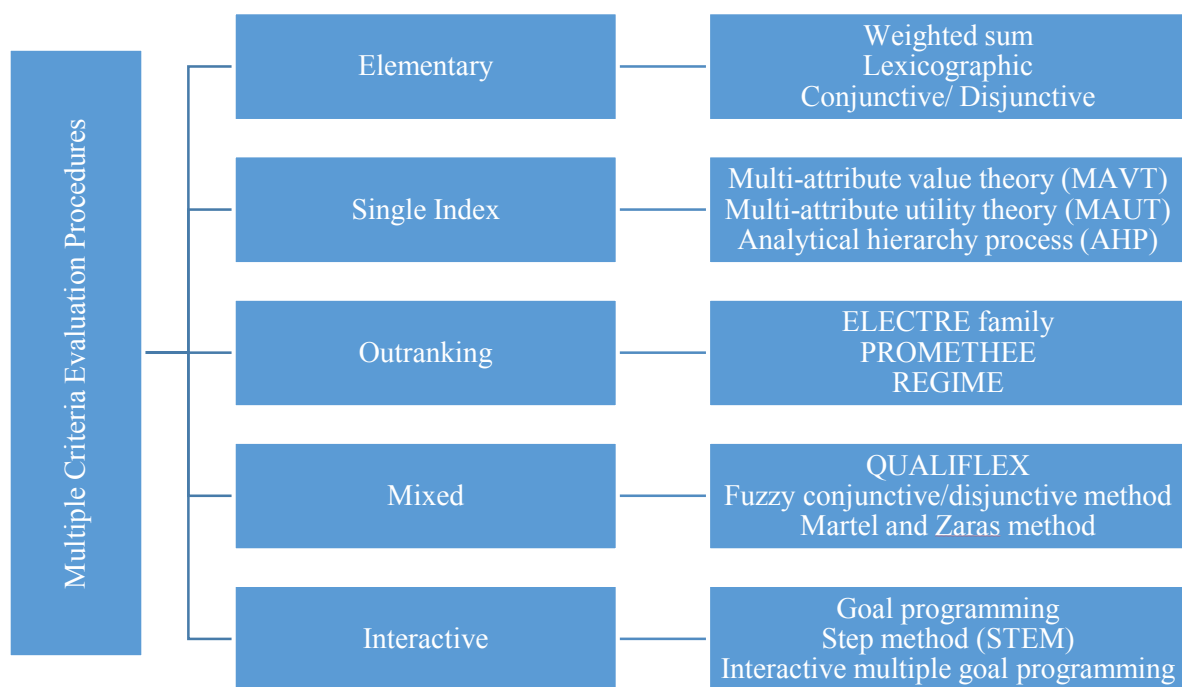 Multiple Criteria Evaluation Procedures
Elementary
Weighted sum
Lexicographic
Conjunctive/ Disjunctive
Single Index
Multi-attribute value theory (MAVT)
Multi-attribute utility theory (MAUT)
Analytical hierarchy process (AHP)
Outranking
ELECTRE family
PROMETHEE
REGIME
Mixed
QUALIFLEX
Fuzzy conjunctive/disjunctive method
Martel and Zaras method
Interactive
Goal programming
Step method (STEM)
Interactive multiple goal programming